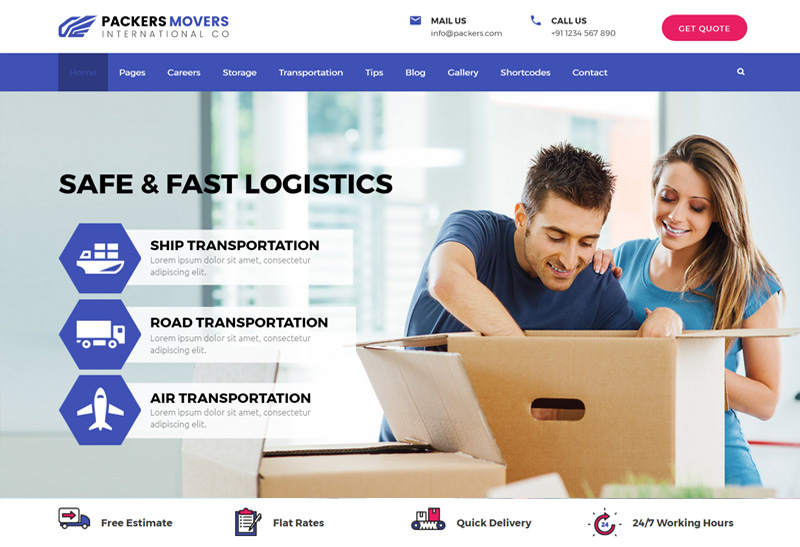 PACKERS MOVERS
INTERNATIONAL CO
MAIL US
info@packers.com
CALL US
+91 1234 567 890
GET QUOTE
Home Pages Careers Storage Transportation Tips Blog Gallery Shortcodes Contact
SAFE & FAST LOGISTICS
SHIP TRANSPORTATION
Lorem ipsum dolor sit amet, consectetur
adipiscing elit.
ROAD TRANSPORTATION
Lorem ipsum dolor sit amet, consectetur
adipiscing elit.
AIR TRANSPORTATION
Lorem ipsum dolor sit amet, consectetur
adipiscing elit.
Free Estimate
Flat Rates
Quick Delivery
24
24/7 Working Hours